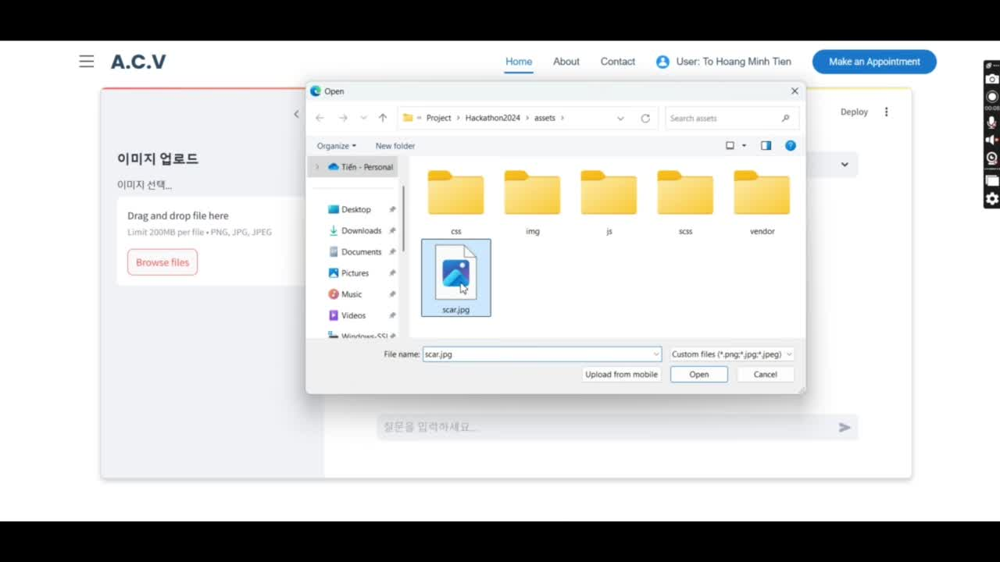 A.C.V
Home About Contact User: To Hoang Minh Tien Make an Appointment
Deploy
이미지 업로드
이미지 선택...
Drag and drop file here
Limit 200MB per file • PNG, JPG, JPEG
Browse files
Open
Project > Hackathon2024 > assets >
Search assets
Organize
New folder
Tiến - Personal
Desktop
Downloads
Documents
Pictures
Music
Videos
Windows-SSD
css img js scss vendor
scar.jpg
File name: scar.jpg Custom files (*.png;*.jpg;*.jpeg)
Upload from mobile Open Cancel
질문을 입력하세요...